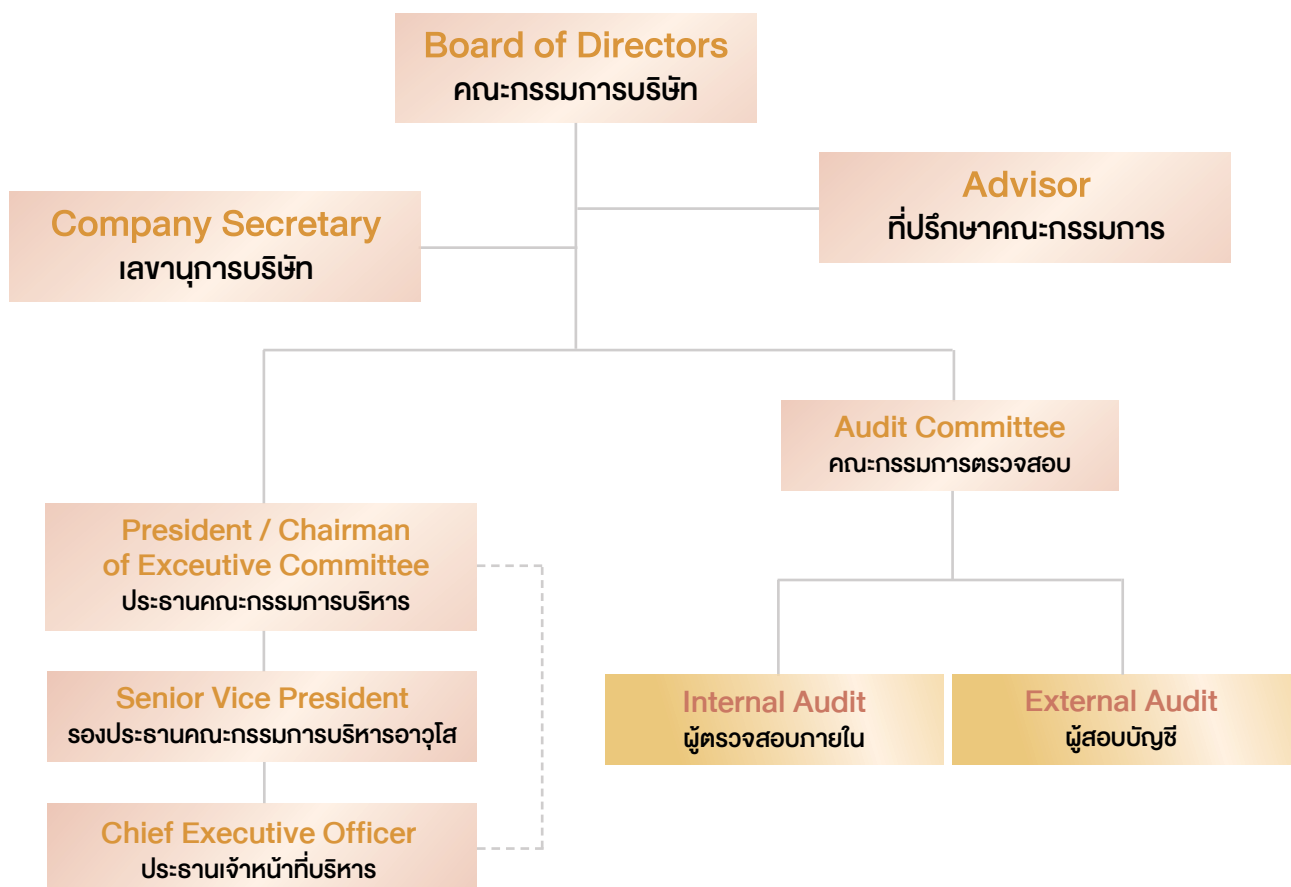 Board of Directors
คณะกรรมการบริษัท
Advisor
ที่ปรึกษาคณะกรรมการ
Company Secretary
เลขานุการบริษัท
Audit Committee
คณะกรรมการตรวจสอบ
President / Chairman
of Exceutive Committee
ประธานคณะกรรมการบริหาร
Senior Vice President
รองประธานคณะกรรมการบริหารอาวุโส
Internal Audit
ผู้ตรวจสอบภายใน
External Audit
ผู้สอบบัญชี
Chief Executive Officer
ประธานเจ้าหน้าที่บริหาร